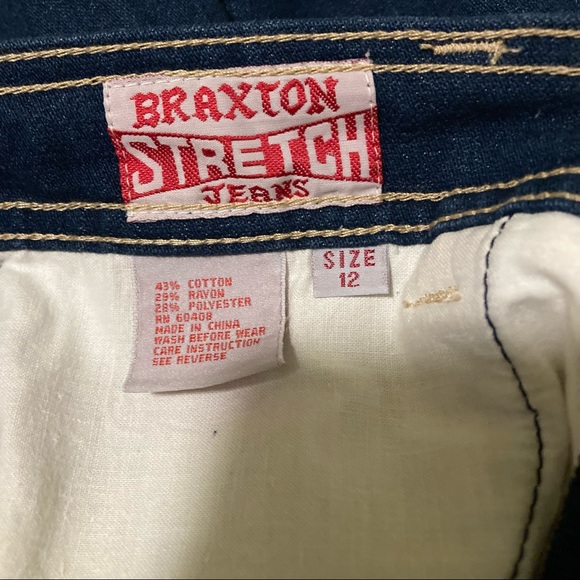 BRAXTON
STRETCH
JEANS
SIZE
12
43% COTTON
29% RAYON
28% POLYESTER
RN 60408
MADE IN CHINA
WASH BEFORE WEAR
CARE INSTRUCTION
SEE REVERSE